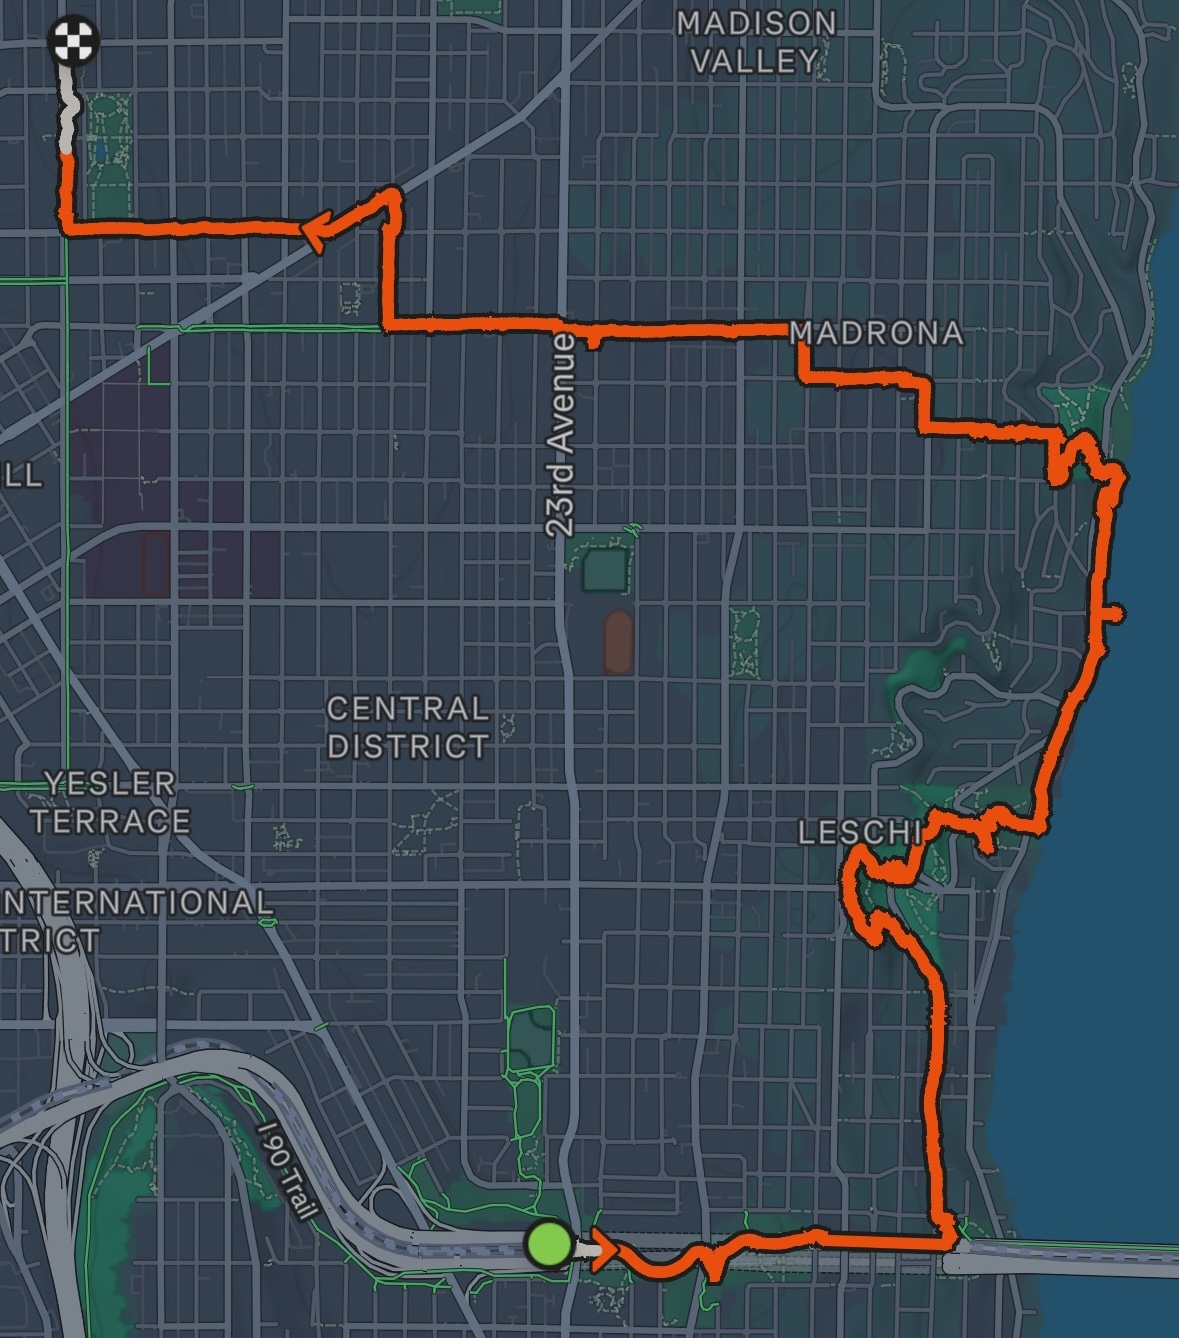 MADISON
VALLEY
MADRONA
23rd Avenue
LL
CENTRAL
DISTRICT
YESLER
TERRACE
LESCHI
NTERNATIONAL
TRICT
I 90 Trail